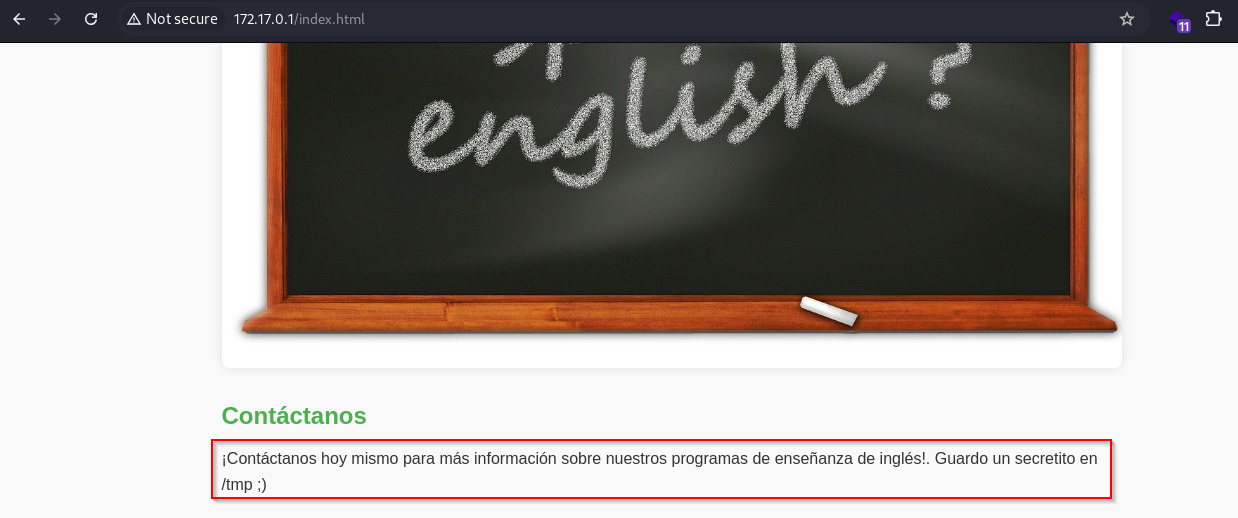 Not secure 172.17.0.1/index.html
11
english ?
Contáctanos
¡Contáctanos hoy mismo para más información sobre nuestros programas de enseñanza de inglés!. Guardo un secretito en
/tmp ;)